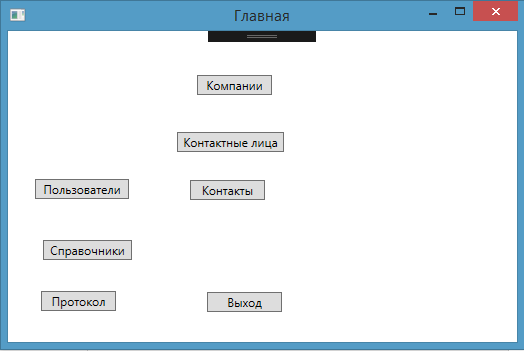 Главная
Компании
Контактные лица
Пользователи
Контакты
Справочники
Протокол
Выход